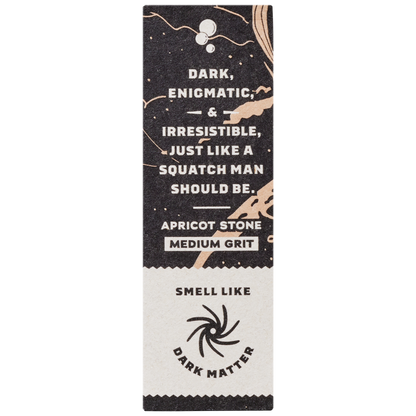 DARK,
ENIGMATIC,
&
IRRESISTIBLE,
JUST LIKE A
SQUATCH MAN
SHOULD BE.
APRICOT STONE
MEDIUM GRIT
SMELL LIKE
DARK MATTER